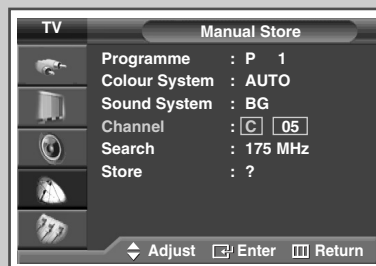 TV
Manual Store
Programme : P 1
Colour System : AUTO
Sound System : BG
Channel : C 05
Search : 175 MHz
Store : ?
Adjust Enter Return